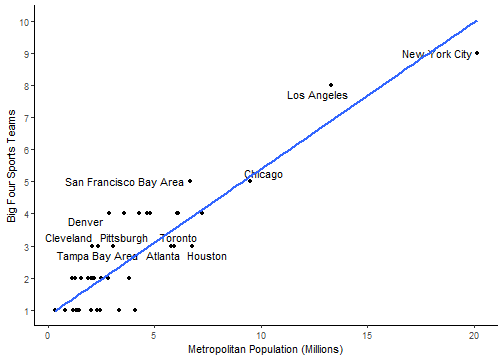 10
9
8
7
6
5
4
3
2
1
Big Four Sports Teams
New York City
Los Angeles
San Francisco Bay Area
Chicago
Denver
Cleveland
Pittsburgh
Toronto
Tampa Bay Area
Atlanta
Houston
0
5
10
15
20
Metropolitan Population (Millions)